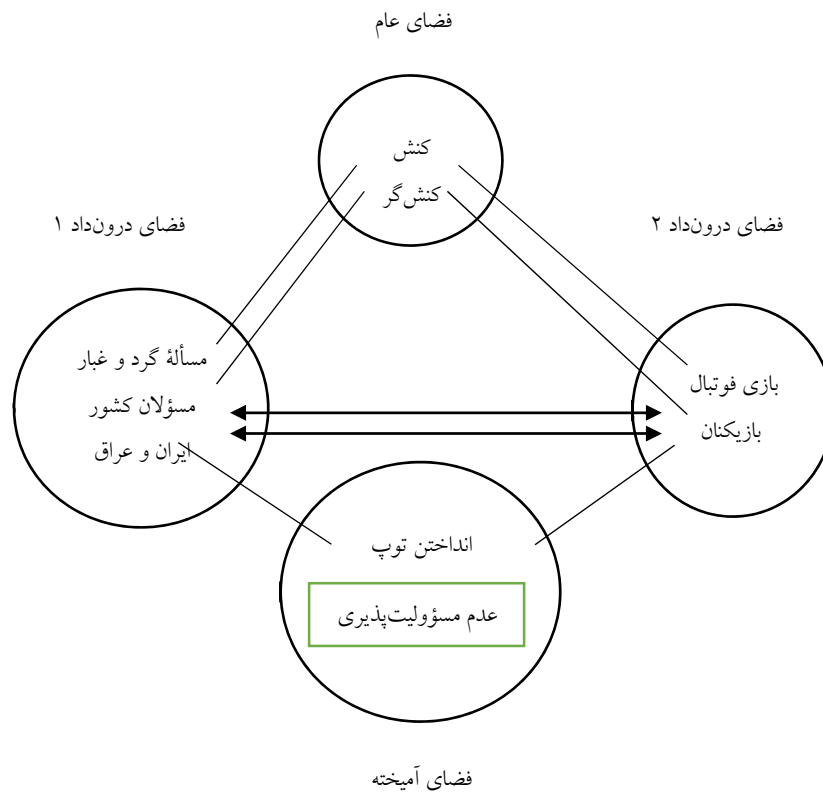 فضای عام
کنش
کنش‌گر
فضای درون‌داد ۲
فضای درون‌داد ۱
بازی فوتبال
بازیکنان
مسألهٔ گرد و غبار
مسؤلان کشور
ایران و عراق
انداختن توپ
عدم مسؤولیت‌پذیری
فضای آمیخته